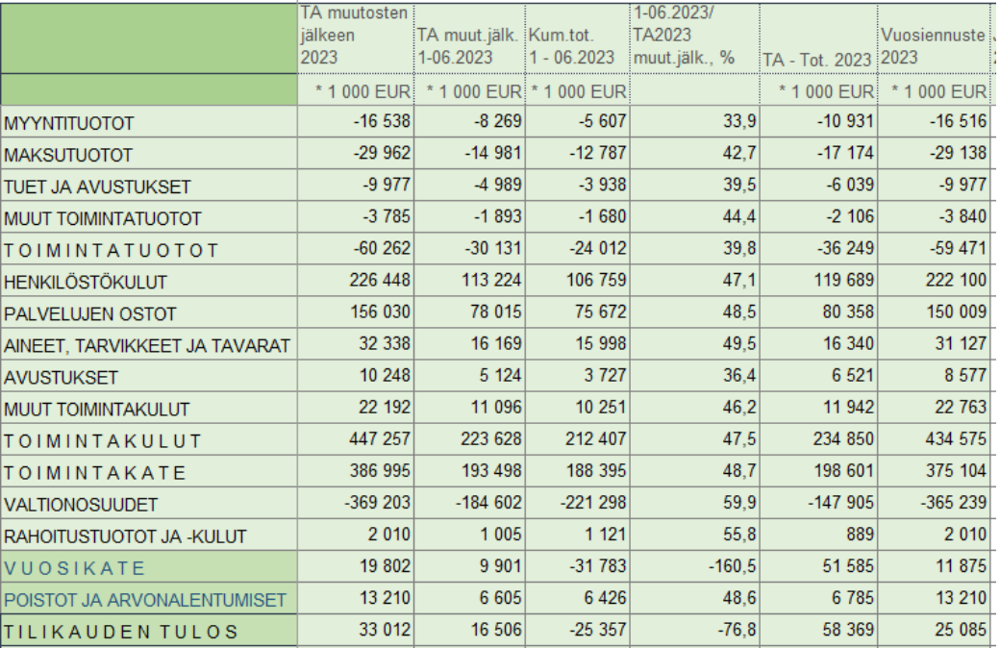 TA muutosten jälkeen 2023 TA muut.jälk. 1-06.2023 Kum.tot. 1 - 06.2023 1-06.2023/ TA2023 muut.jälk., % TA - Tot. 2023 Vuosiennuste 2023
* 1 000 EUR * 1 000 EUR * 1 000 EUR * 1 000 EUR * 1 000 EUR
MYYNTITUOTOT -16 538 -8 269 -5 607 33,9 -10 931 -16 516
MAKSUTUOTOT -29 962 -14 981 -12 787 42,7 -17 174 -29 138
TUET JA AVUSTUKSET -9 977 -4 989 -3 938 39,5 -6 039 -9 977
MUUT TOIMINTATUOTOT -3 785 -1 893 -1 680 44,4 -2 106 -3 840
T O I M I N T A T U O T O T -60 262 -30 131 -24 012 39,8 -36 249 -59 471
HENKILÖSTÖKULUT 226 448 113 224 106 759 47,1 119 689 222 100
PALVELUJEN OSTOT 156 030 78 015 75 672 48,5 80 358 150 009
AINEET, TARVIKKEET JA TAVARAT 32 338 16 169 15 998 49,5 16 340 31 127
AVUSTUKSET 10 248 5 124 3 727 36,4 6 521 8 577
MUUT TOIMINTAKULUT 22 192 11 096 10 251 46,2 11 942 22 763
T O I M I N T A K U L U T 447 257 223 628 212 407 47,5 234 850 434 575
T O I M I N T A K A T E 386 995 193 498 188 395 48,7 198 601 375 104
VALTIONOSUUDET -369 203 -184 602 -221 298 59,9 -147 905 -365 239
RAHOITUSTUOTOT JA -KULUT 2 010 1 005 1 121 55,8 889 2 010
V U O S I K A T E 19 802 9 901 -31 783 -160,5 51 585 11 875
POISTOT JA ARVONALENTUMISET 13 210 6 605 6 426 48,6 6 785 13 210
T I L I K A U D E N T U L O S 33 012 16 506 -25 357 -76,8 58 369 25 085